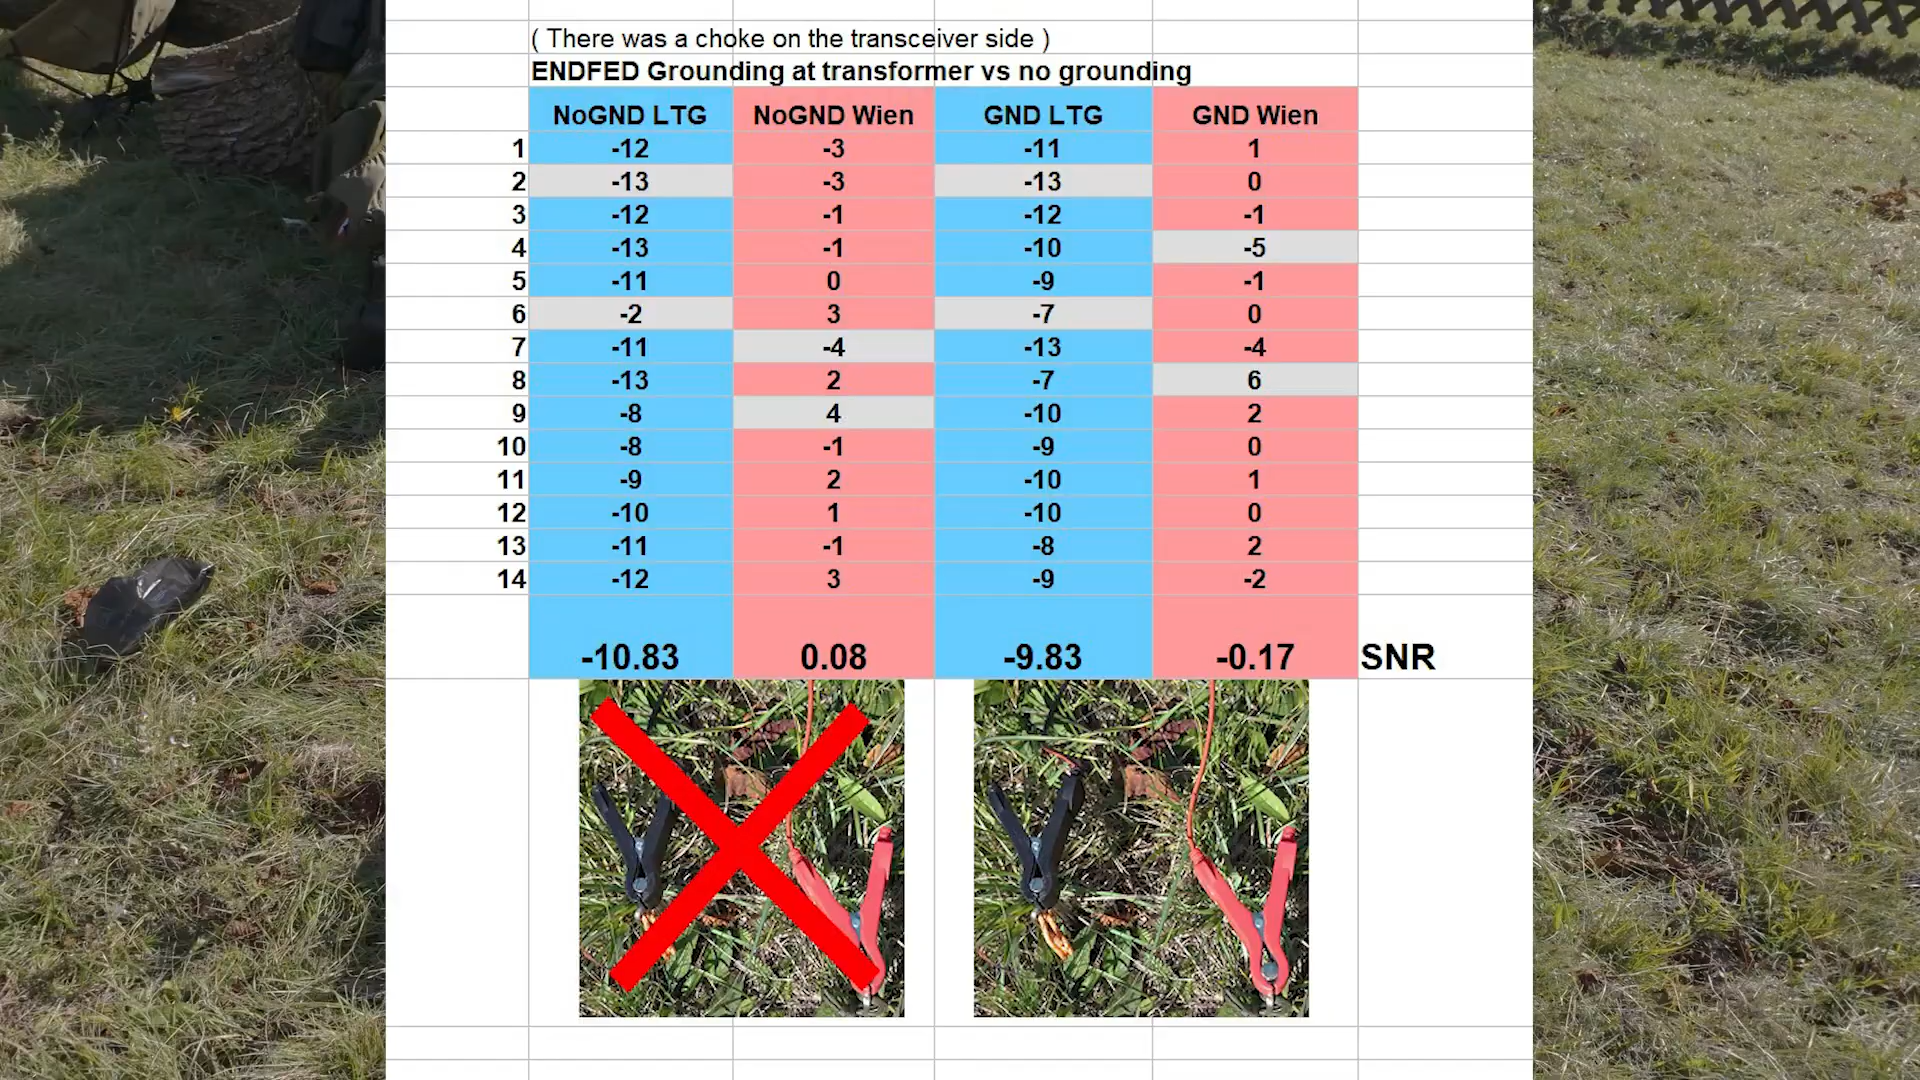 ( There was a choke on the transceiver side )
ENDFED Grounding at transformer vs no grounding
NoGND LTG NoGND Wien GND LTG GND Wien
1 -12 -3 -11 1
2 -13 -3 -13 0
3 -12 -1 -12 -1
4 -13 -1 -10 -5
5 -11 0 -9 -1
6 -2 3 -7 0
7 -11 -4 -13 -4
8 -13 2 -7 6
9 -8 4 -10 2
10 -8 -1 -9 0
11 -9 2 -10 1
12 -10 1 -10 0
13 -11 -1 -8 2
14 -12 3 -9 -2
-10.83 0.08 -9.83 -0.17 SNR